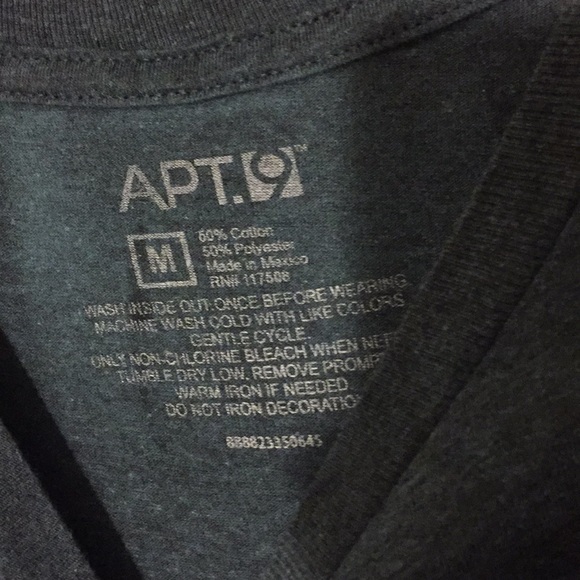 APT.9™
M
60% Cotton
50% Polyester
Made in Mexico
RN# 117508
WASH INSIDE OUT ONCE BEFORE WEARING
MACHINE WASH COLD WITH LIKE COLORS
GENTLE CYCLE.
ONLY NON-CHLORINE BLEACH WHEN
TUMBLE DRY LOW. REMOVE
WARM IRON IF NEEDED
DO NOT IRON
888823350645